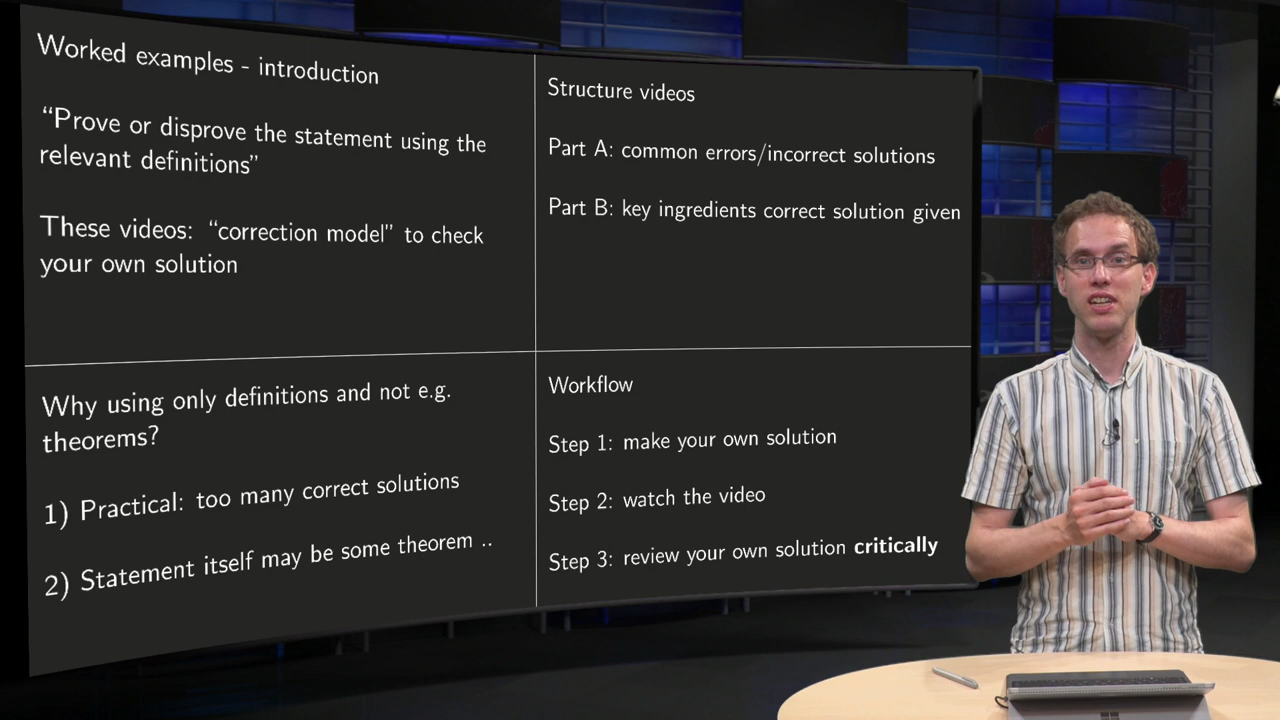 Worked examples - introduction
“Prove or disprove the statement using the
relevant definitions”
These videos: “correction model” to check
your own solution
Structure videos
Part A: common errors/incorrect solutions
Part B: key ingredients correct solution given
Why using only definitions and not e.g.
theorems?
1) Practical: too many correct solutions
2) Statement itself may be some theorem ..
Workflow
Step 1: make your own solution
Step 2: watch the video
Step 3: review your own solution critically